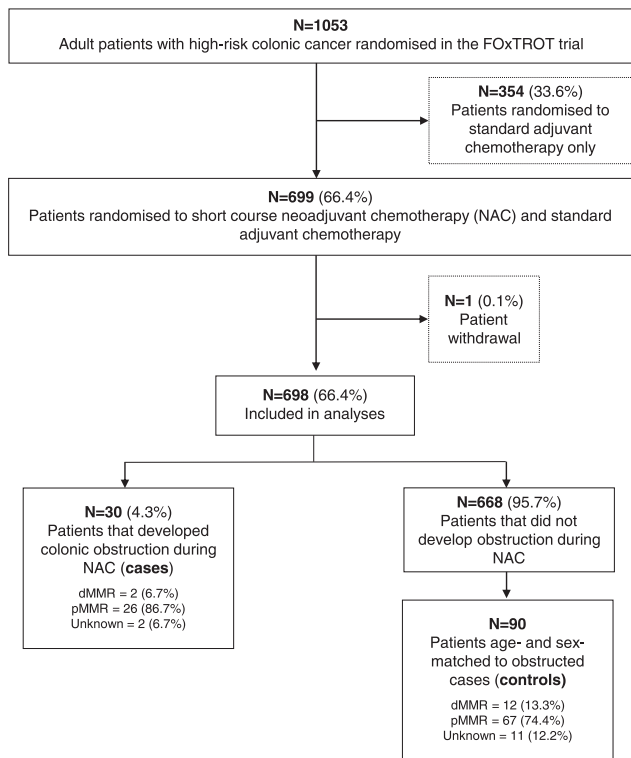 N=1053
Adult patients with high-risk colonic cancer randomised in the FOxTROT trial
N=354 (33.6%)
Patients randomised to
standard adjuvant
chemotherapy only
N=699 (66.4%)
Patients randomised to short course neoadjuvant chemotherapy (NAC) and standard
adjuvant chemotherapy
N=1 (0.1%)
Patient
withdrawal
N=698 (66.4%)
Included in analyses
N=30 (4.3%)
Patients that developed
colonic obstruction during
NAC (cases)
dMMR = 2 (6.7%)
pMMR = 26 (86.7%)
Unknown = 2 (6.7%)
N=668 (95.7%)
Patients that did not
develop obstruction during
NAC
N=90
Patients age- and sex-
matched to obstructed
cases (controls)
dMMR = 12 (13.3%)
pMMR = 67 (74.4%)
Unknown = 11 (12.2%)